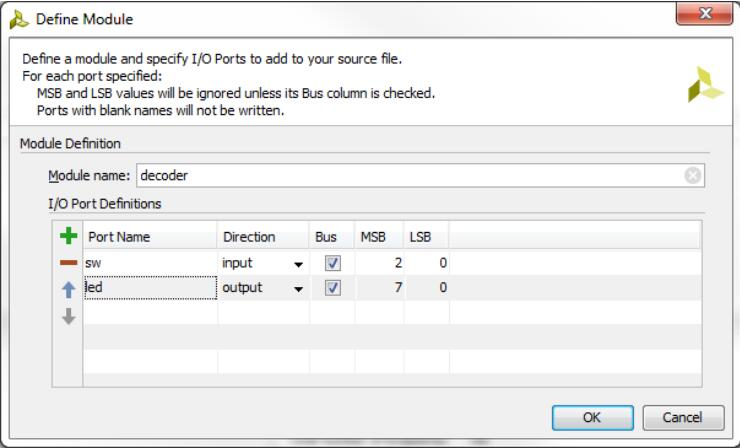 Define Module
Define a module and specify I/O Ports to add to your source file.
For each port specified:
MSB and LSB values will be ignored unless its Bus column is checked.
Ports with blank names will not be written.
Module Definition
Module name: decoder
I/O Port Definitions
Port Name Direction Bus MSB LSB
sw input 2 0
led output 7 0
OK Cancel